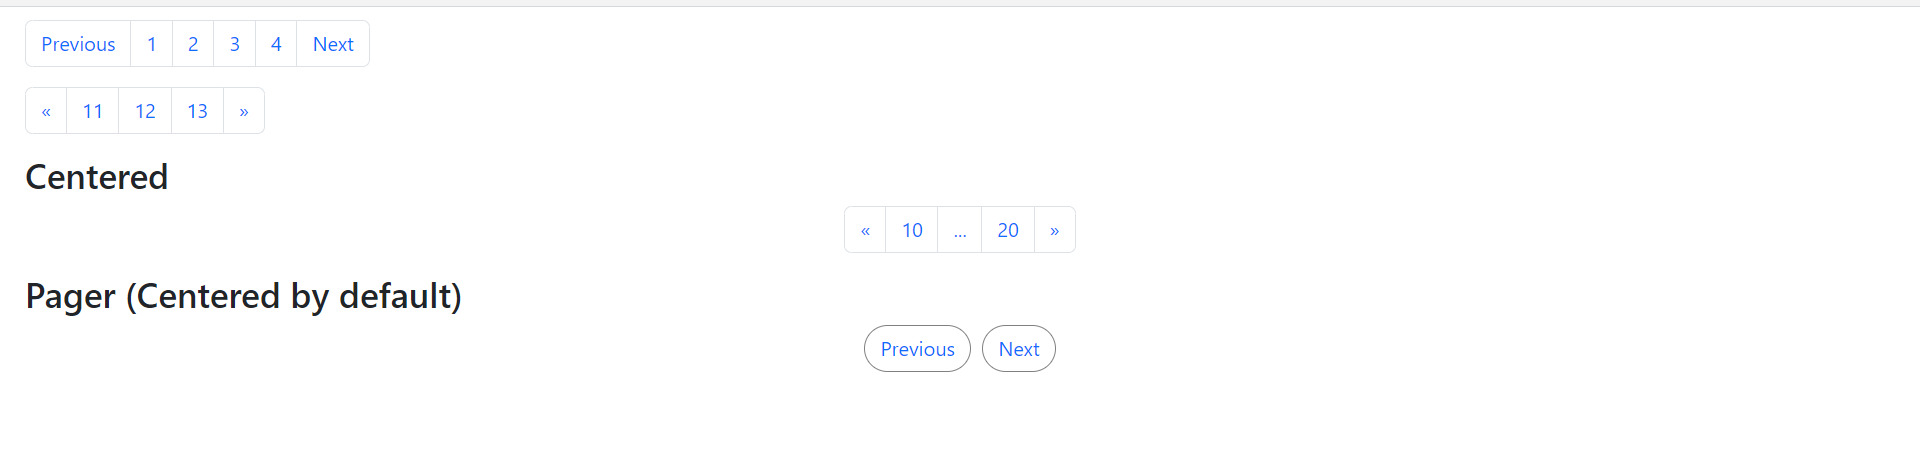 Previous 1 2 3 4 Next
« 11 12 13 »
Centered
« 10 ... 20 »
Pager (Centered by default)
Previous Next